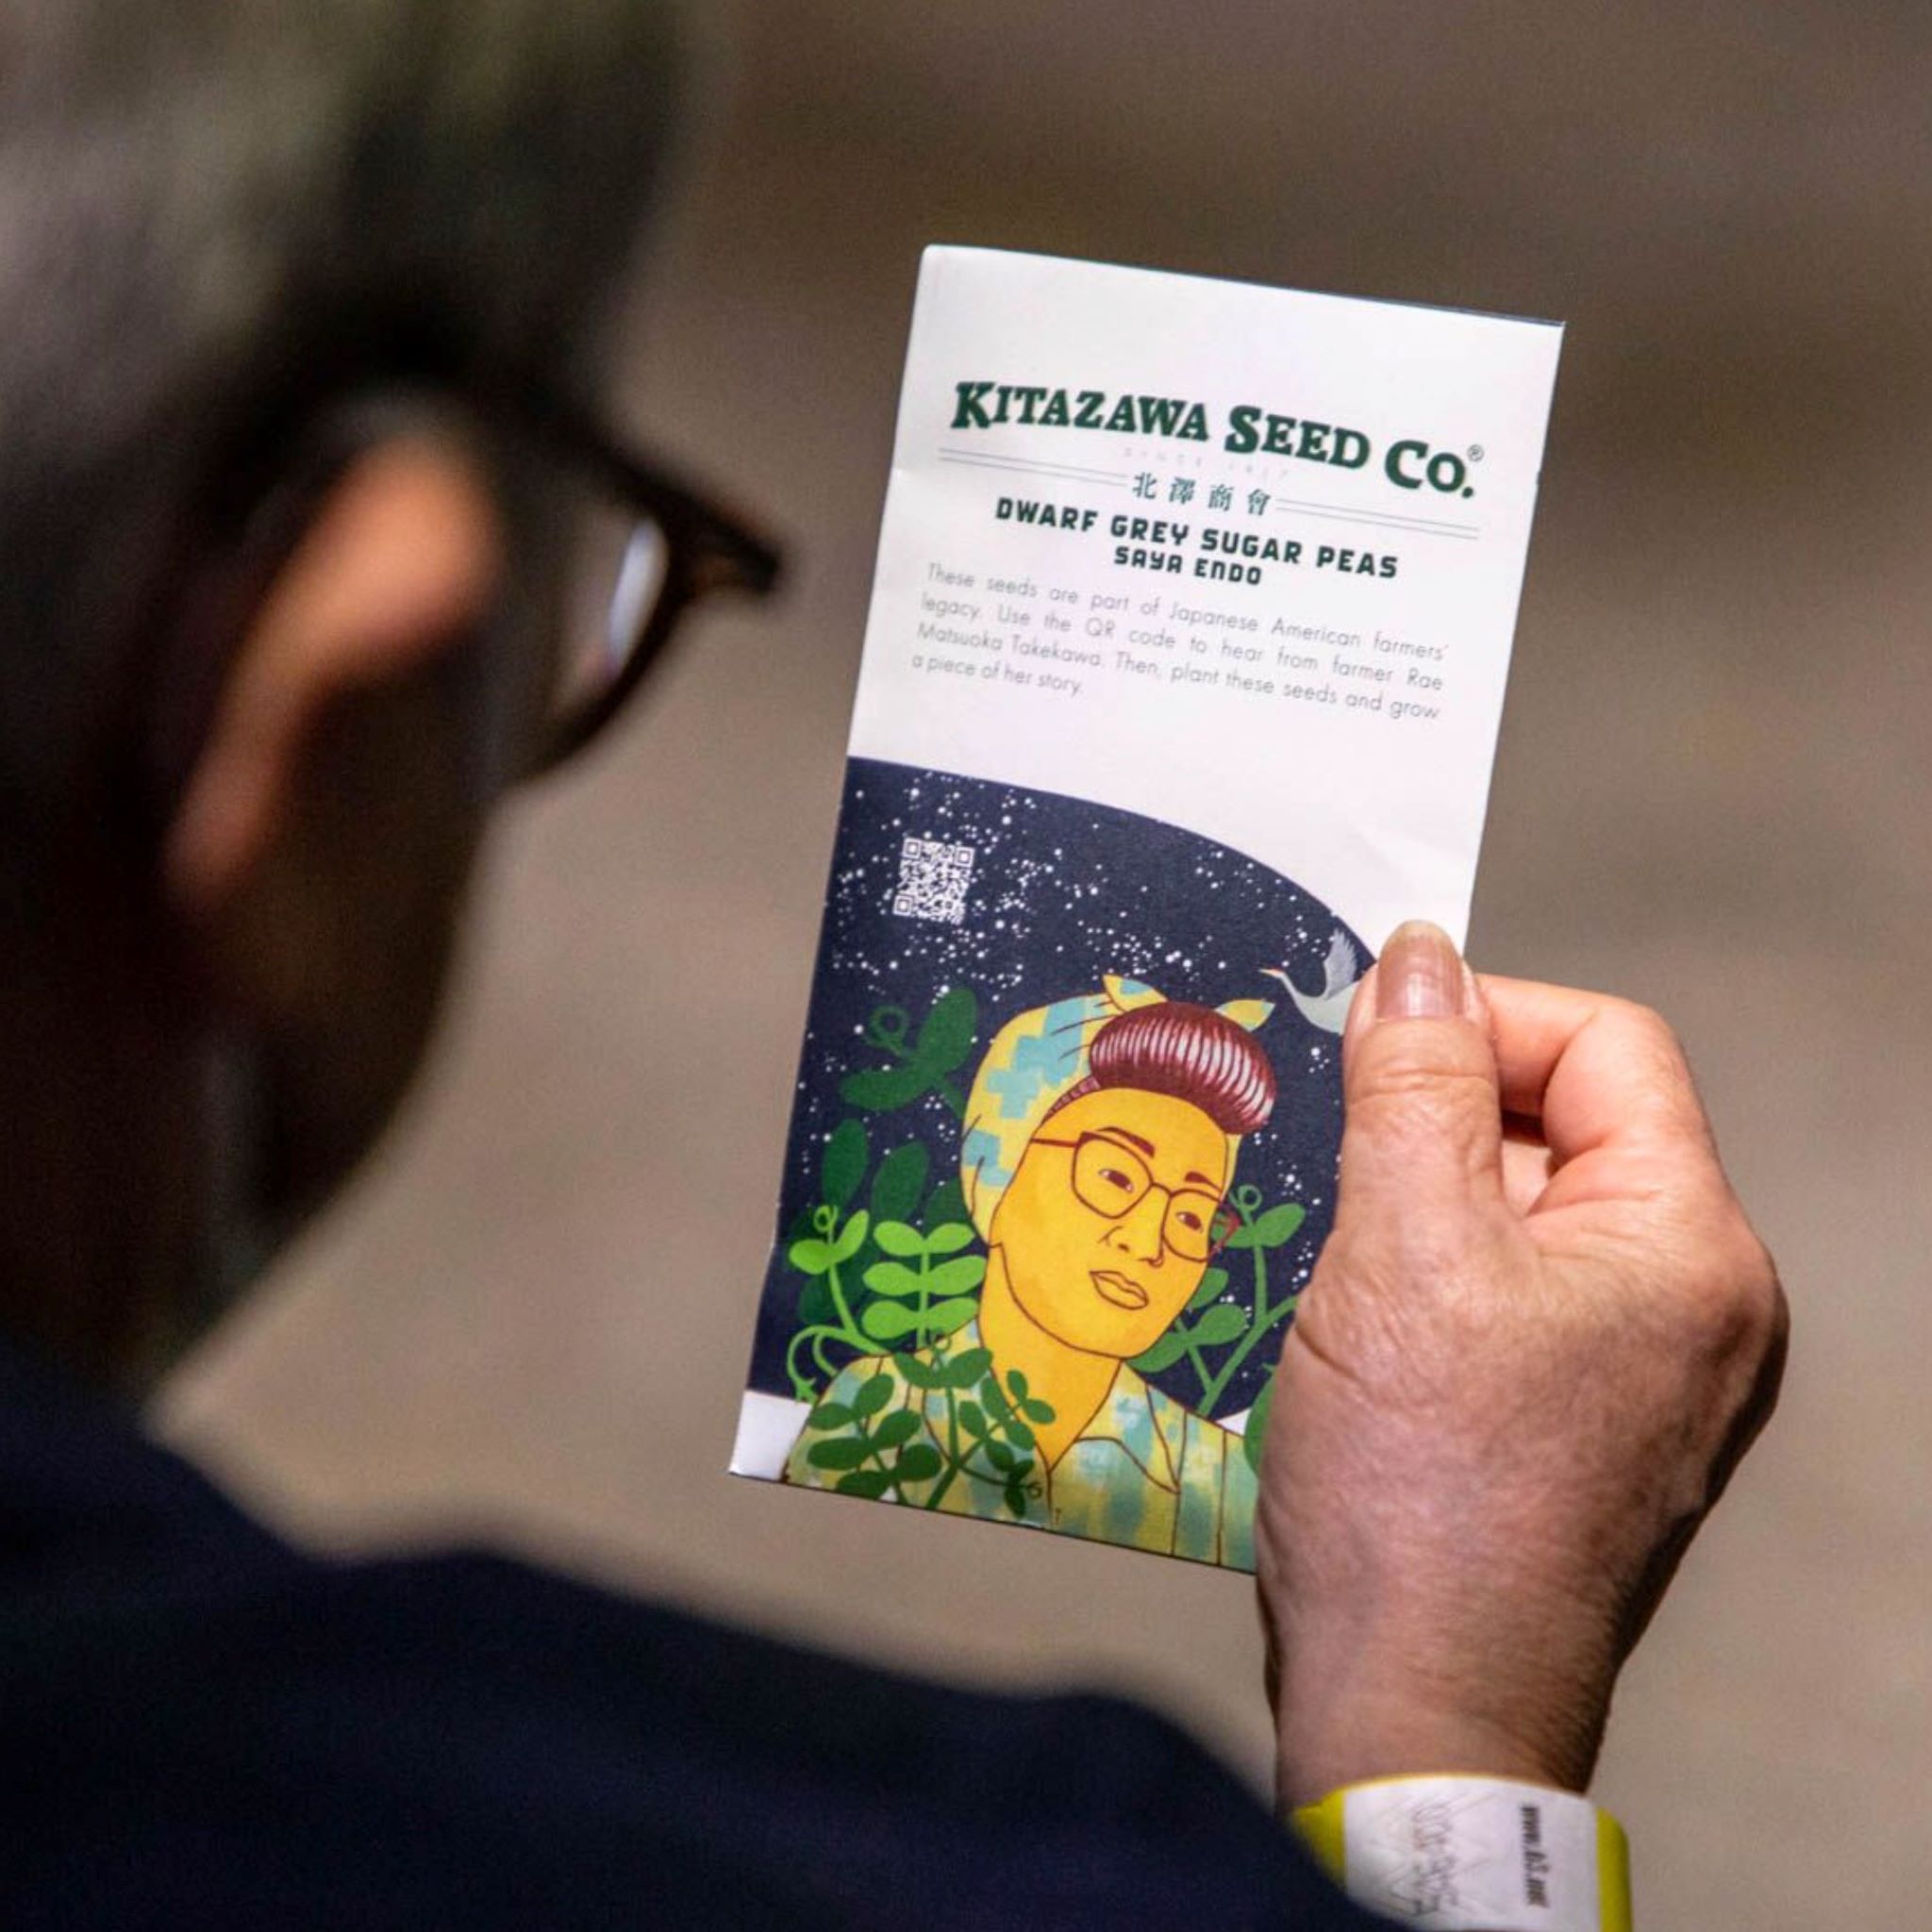 KITAZAWA SEED CO.®
SINCE 1917
北澤商會
DWARF GREY SUGAR PEAS
SAYA ENDO
These seeds are part of Japanese American farmers'
legacy. Use the QR code to hear from farmer Rae
Matsuoka Takekawa. Then, plant these seeds and grow
a piece of her story.